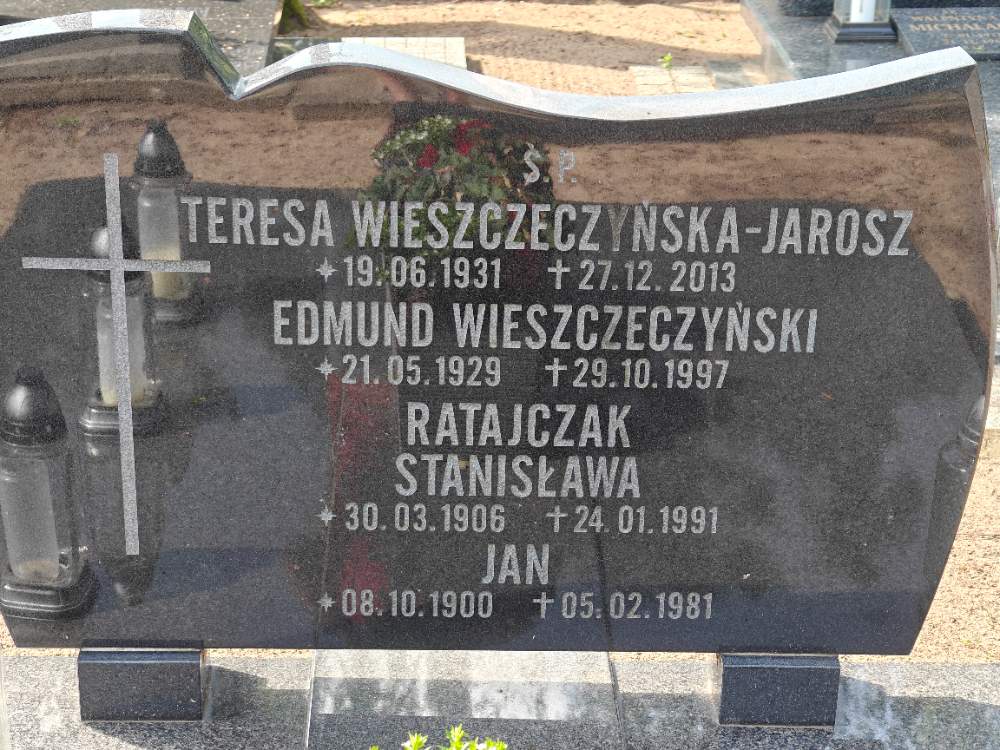 Ś. P.
TERESA WIESZCZECZYŃSKA-JAROSZ
19.06.1931 27.12.2013
EDMUND WIESZCZECZYŃSKI
21.05.1929 29.10.1997
RATAJCZAK
STANISŁAWA
30.03.1906 24.01.1991
JAN
08.10.1900 05.02.1981